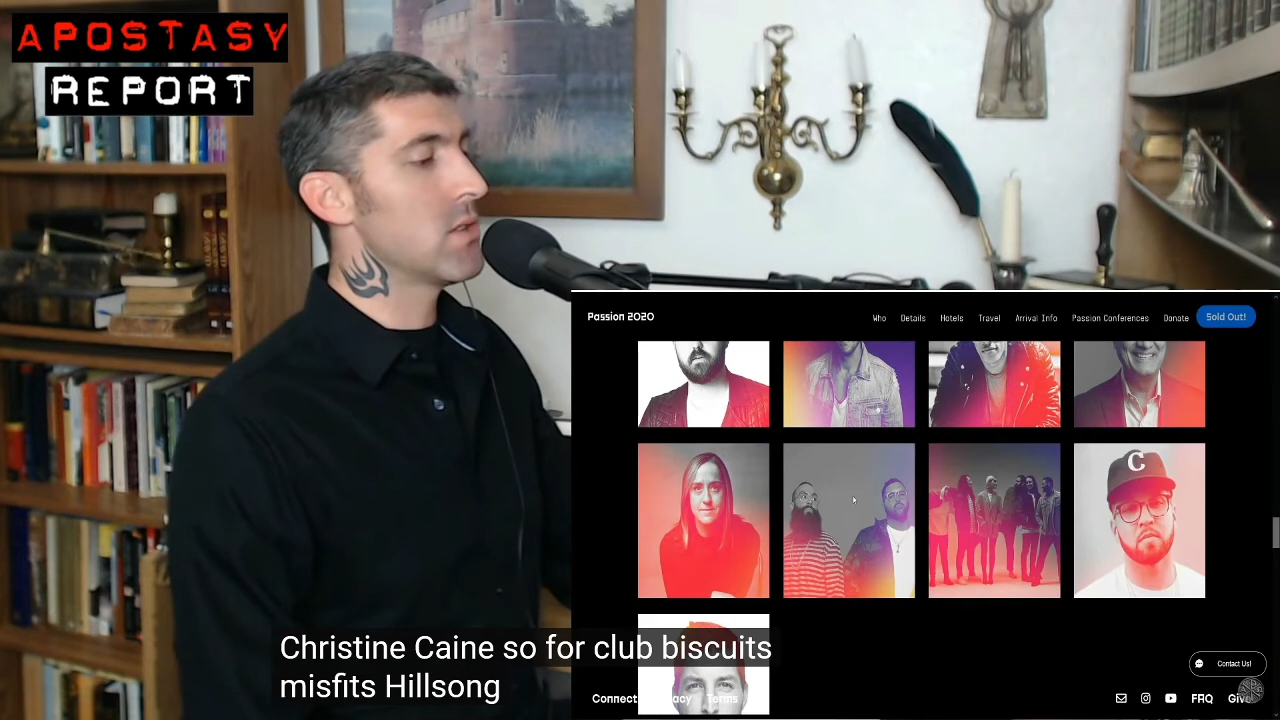 APOSTASY
REPORT
Passion 2020
Who Details Hotels Travel Arrival Info Passion Conferences Donate Sold Out!
C
Christine Caine so for club biscuits
misfits Hillsong
Contact Us!
Connect Terms FAQ